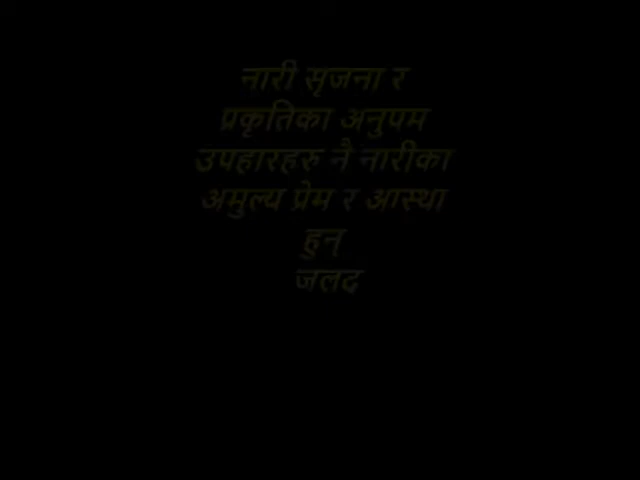 नारी सृजना र
प्रकृतिका अनुपम
उपहारहरु नै नारीका
अमुल्य प्रेम र आस्था
हुन्
जलद